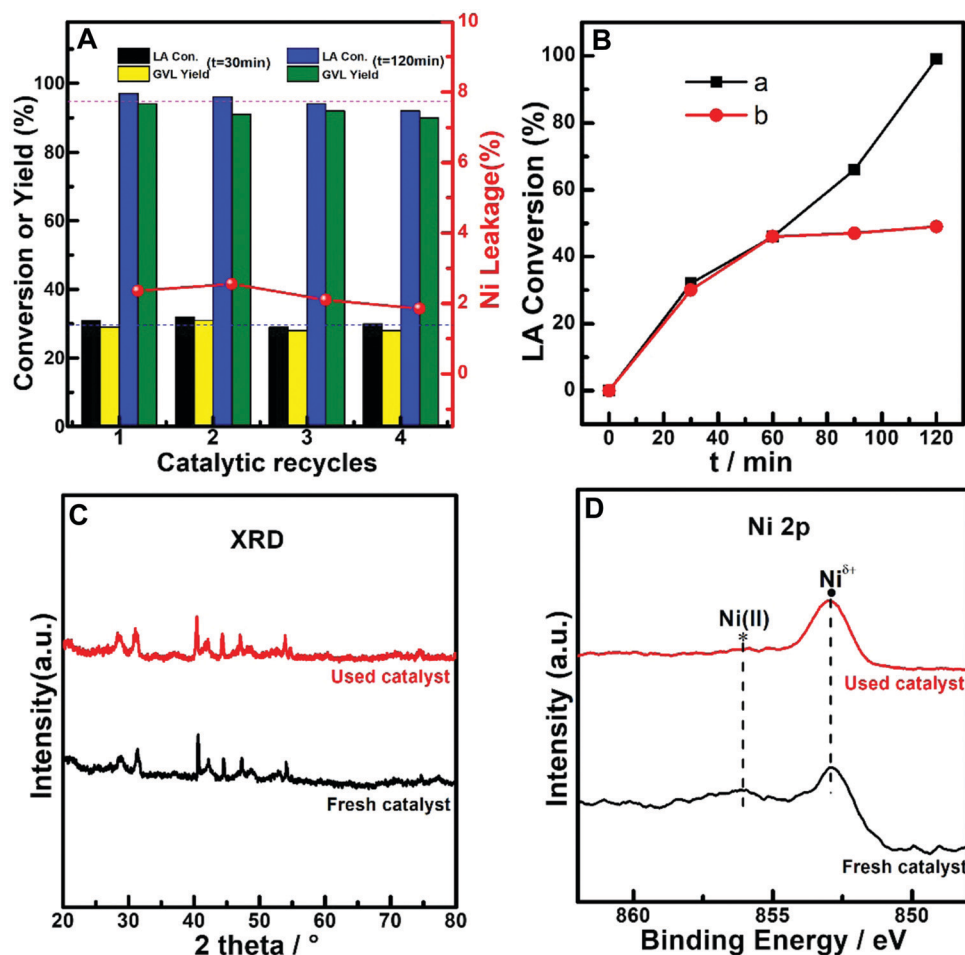 A
LA Con. (t=30min) LA Con. (t=120min)
GVL Yield GVL Yield
Conversion or Yield (%)
0
20
40
60
80
100
1 2 3 4
Catalytic recycles
Ni Leakage(%)
0
2
4
6
8
10
B
a
b
LA Conversion (%)
0
20
40
60
80
100
0 20 40 60 80 100 120
t / min
C
XRD
Used catalyst
Fresh catalyst
Intensity(a.u.)
20 30 40 50 60 70 80
2 theta / °
D
Ni 2p
Niδ+
Ni(II)
*
Used catalyst
Fresh catalyst
Intensity (a.u.)
860 855 850
Binding Energy / eV